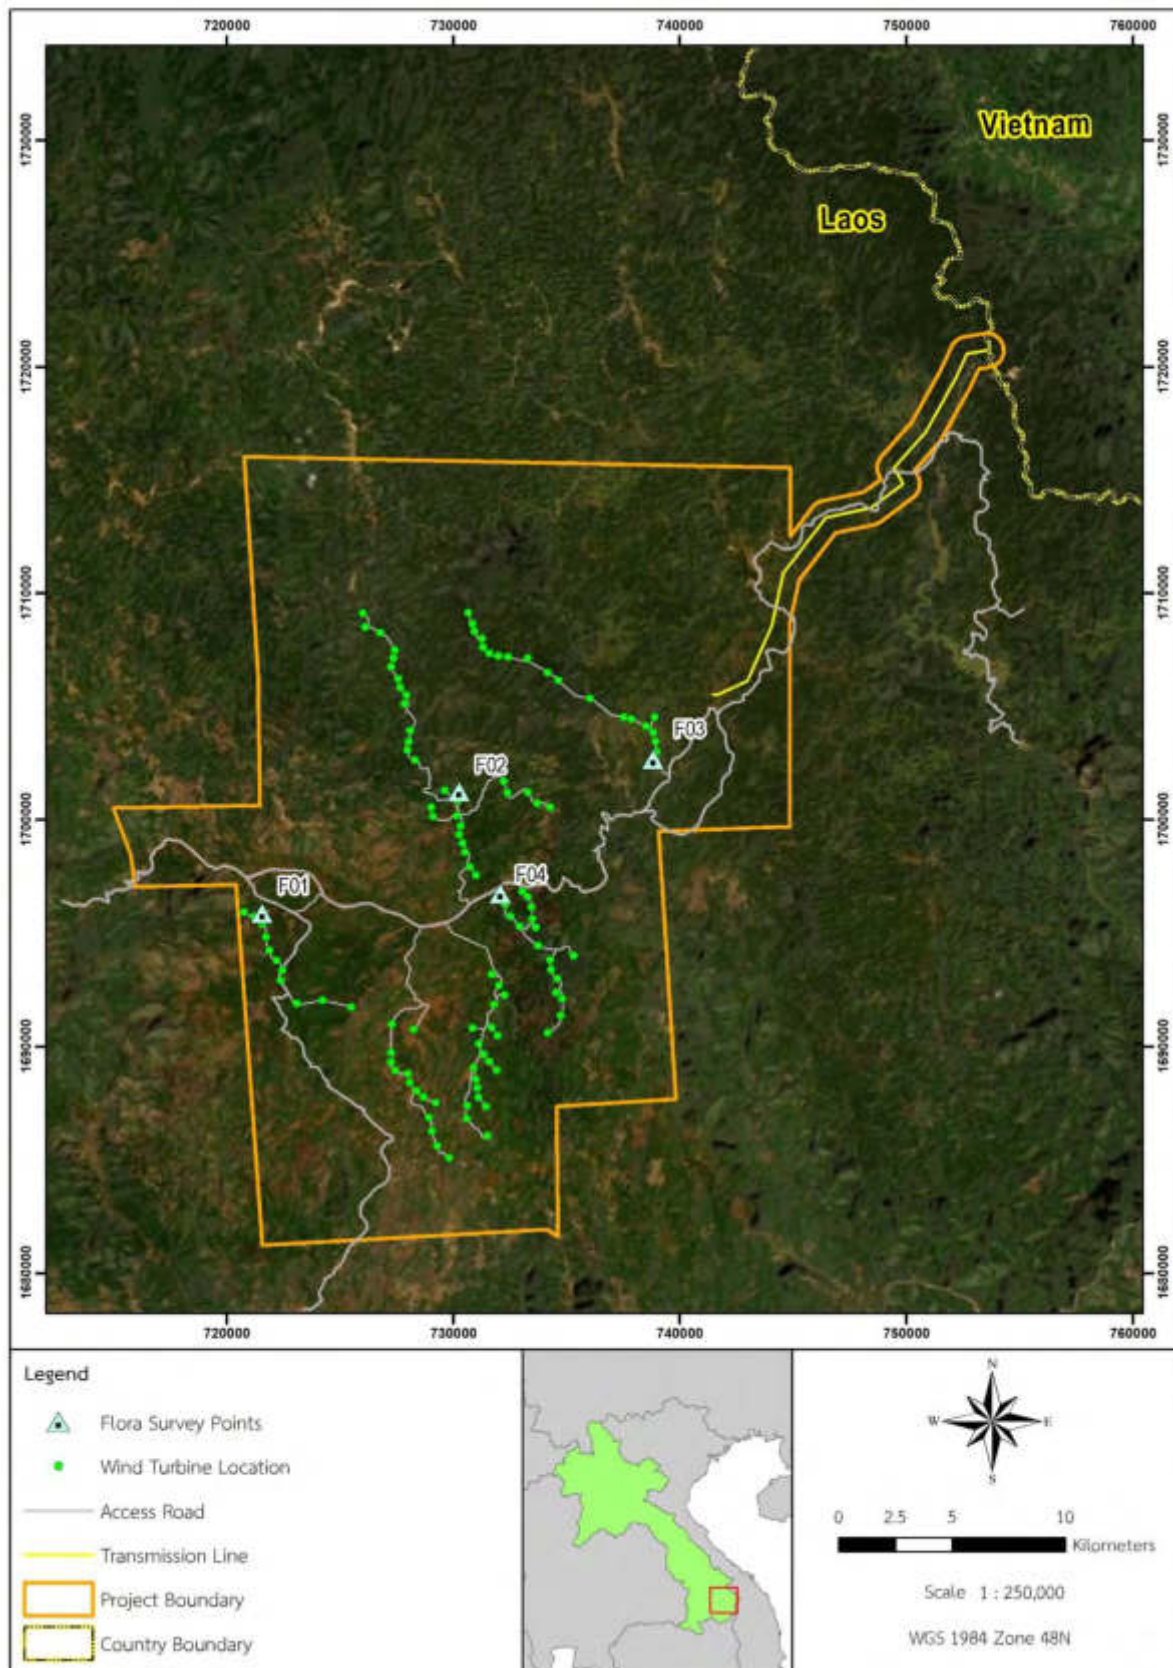 720000 730000 740000 750000 760000
1730000 1730000
Vietnam
Laos
1720000 1720000
1710000 1710000
F03
F02
1700000 1700000
F04
F01
1690000 1690000
1680000 1680000
720000 730000 740000 750000 760000
Legend
Flora Survey Points
Wind Turbine Location
Access Road
Transmission Line
Project Boundary
Country Boundary
N
W E
S
0 2.5 5 10
Kilometers
Scale 1 : 250,000
WGS 1984 Zone 48N